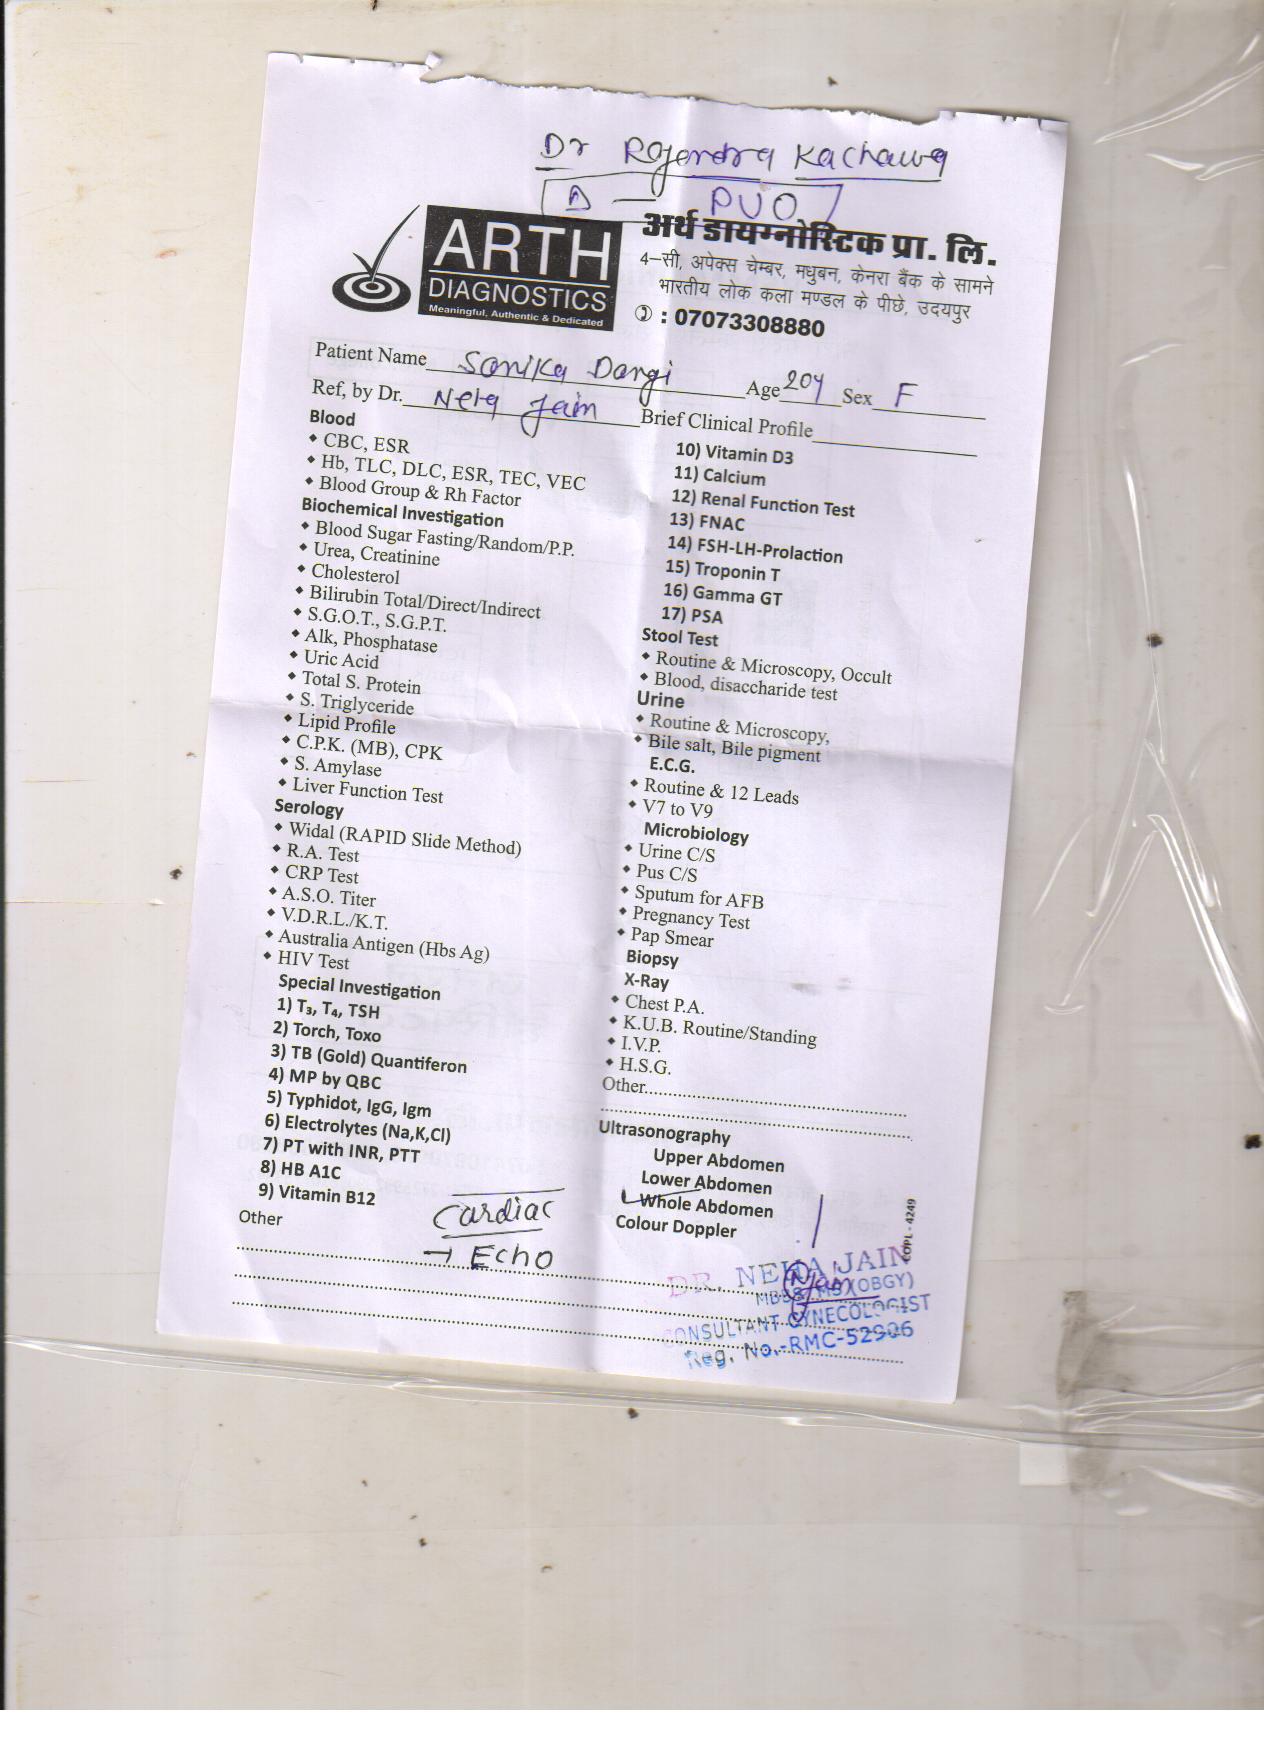 Dr Rajendra Kachawa
Δ — PUO
ARTH
DIAGNOSTICS
Meaningful, Authentic & Dedicated
अर्थ डायग्नोस्टिक प्रा. लि.
4–सी, अपेक्स चेम्बर, मधुबन, केनरा बैंक के सामने
भारतीय लोक कला मण्डल के पीछे, उदयपुर
: 07073308880
Patient Name Sonika Dangi Age 20Y Sex F
Ref, by Dr. Neha Jain Brief Clinical Profile
Blood
◆ CBC, ESR
◆ Hb, TLC, DLC, ESR, TEC, VEC
◆ Blood Group & Rh Factor
Biochemical Investigation
◆ Blood Sugar Fasting/Random/P.P.
◆ Urea, Creatinine
◆ Cholesterol
◆ Bilirubin Total/Direct/Indirect
◆ S.G.O.T., S.G.P.T.
◆ Alk, Phosphatase
◆ Uric Acid
◆ Total S. Protein
◆ S. Triglyceride
◆ Lipid Profile
◆ C.P.K. (MB), CPK
◆ S. Amylase
◆ Liver Function Test
Serology
◆ Widal (RAPID Slide Method)
◆ R.A. Test
◆ CRP Test
◆ A.S.O. Titer
◆ V.D.R.L./K.T.
◆ Australia Antigen (Hbs Ag)
◆ HIV Test
Special Investigation
1) T₃, T₄, TSH
2) Torch, Toxo
3) TB (Gold) Quantiferon
4) MP by QBC
5) Typhidot, IgG, Igm
6) Electrolytes (Na,K,Cl)
7) PT with INR, PTT
8) HB A1C
9) Vitamin B12
Other
Cardiac
→ Echo
10) Vitamin D3
11) Calcium
12) Renal Function Test
13) FNAC
14) FSH-LH-Prolaction
15) Troponin T
16) Gamma GT
17) PSA
Stool Test
◆ Routine & Microscopy, Occult
◆ Blood, disaccharide test
Urine
◆ Routine & Microscopy,
◆ Bile salt, Bile pigment
E.C.G.
◆ Routine & 12 Leads
◆ V7 to V9
Microbiology
◆ Urine C/S
◆ Pus C/S
◆ Sputum for AFB
◆ Pregnancy Test
◆ Pap Smear
Biopsy
X-Ray
◆ Chest P.A.
◆ K.U.B. Routine/Standing
◆ I.V.P.
◆ H.S.G.
Other
Ultrasonography
Upper Abdomen
Lower Abdomen
Whole Abdomen
Colour Doppler
COPL - 4249
DR. NEHA JAIN
MBBS, MS (OBGY)
CONSULTANT GYNECOLOGIST
Reg. No.-RMC-52906